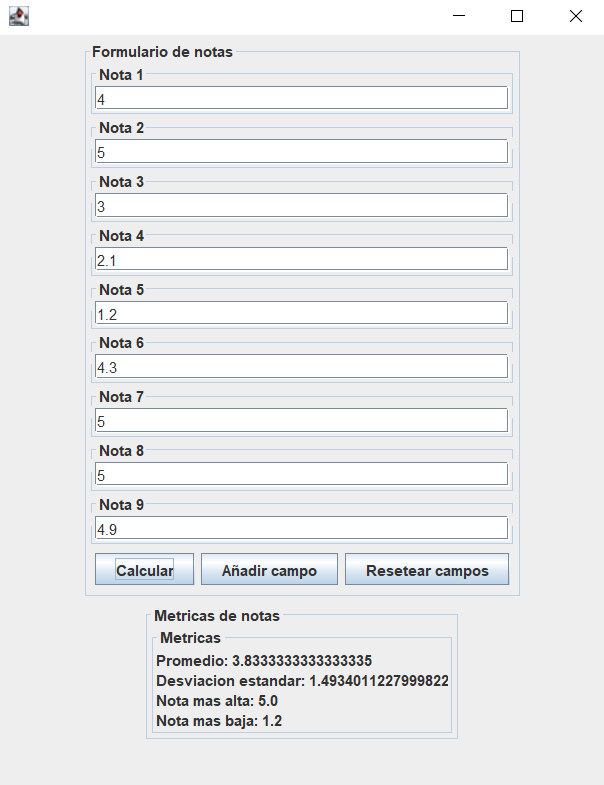 Formulario de notas
Nota 1
4
Nota 2
5
Nota 3
3
Nota 4
2.1
Nota 5
1.2
Nota 6
4.3
Nota 7
5
Nota 8
5
Nota 9
4.9
Calcular Añadir campo Resetear campos
Metricas de notas
Metricas
Promedio: 3.8333333333333335
Desviacion estandar: 1.4934011227999822
Nota mas alta: 5.0
Nota mas baja: 1.2